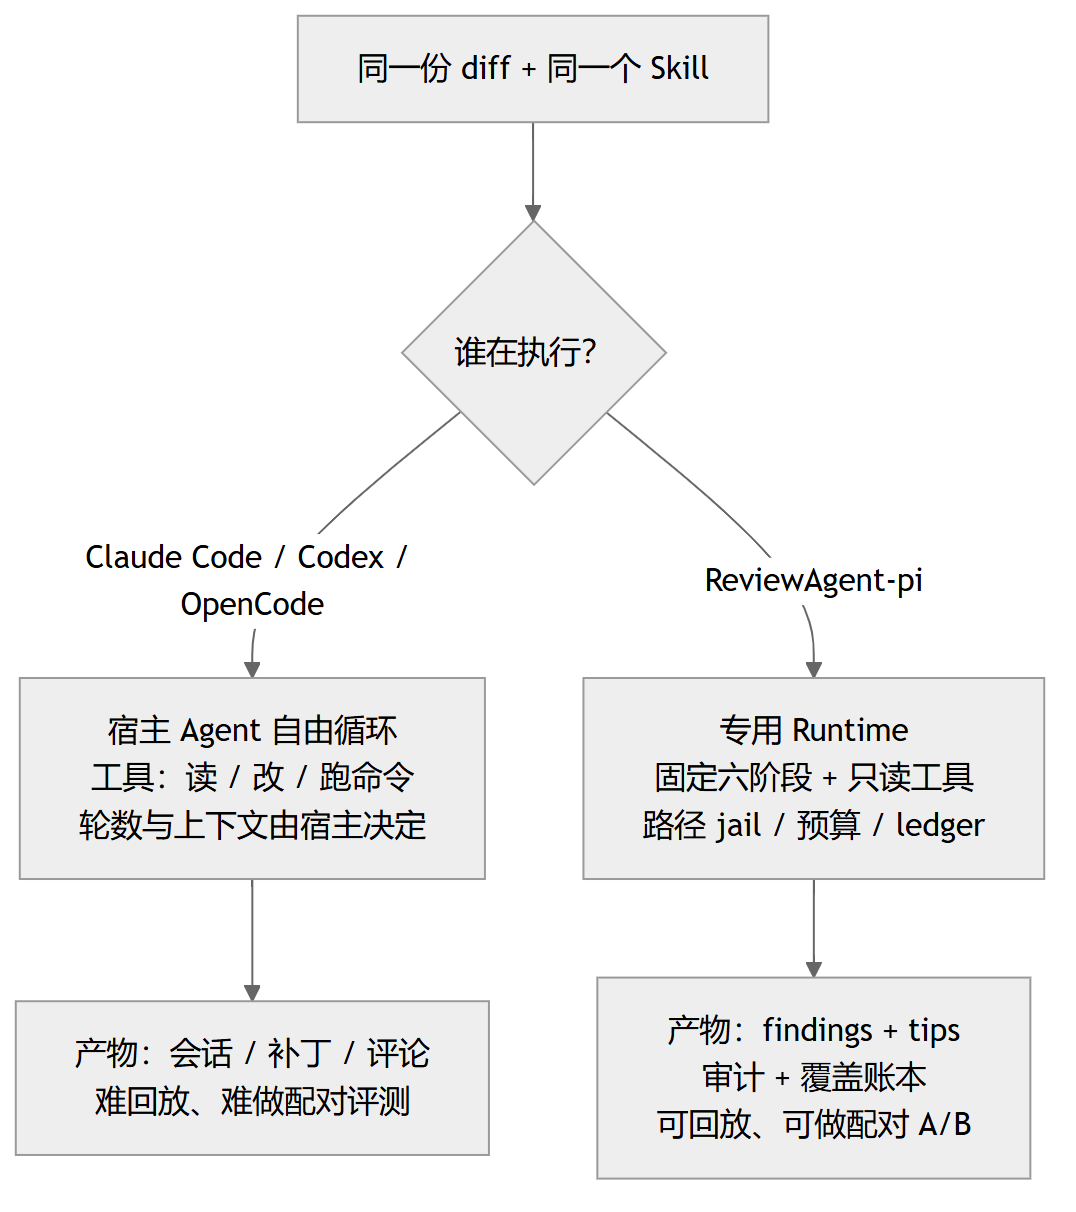 同一份 diff + 同一个 Skill
谁在执行？
Claude Code / Codex /
OpenCode
ReviewAgent-pi
宿主 Agent 自由循环
工具：读 / 改 / 跑命令
轮数与上下文由宿主决定
专用 Runtime
固定六阶段 + 只读工具
路径 jail / 预算 / ledger
产物：会话 / 补丁 / 评论
难回放、难做配对评测
产物：findings + tips
审计 + 覆盖账本
可回放、可做配对 A/B